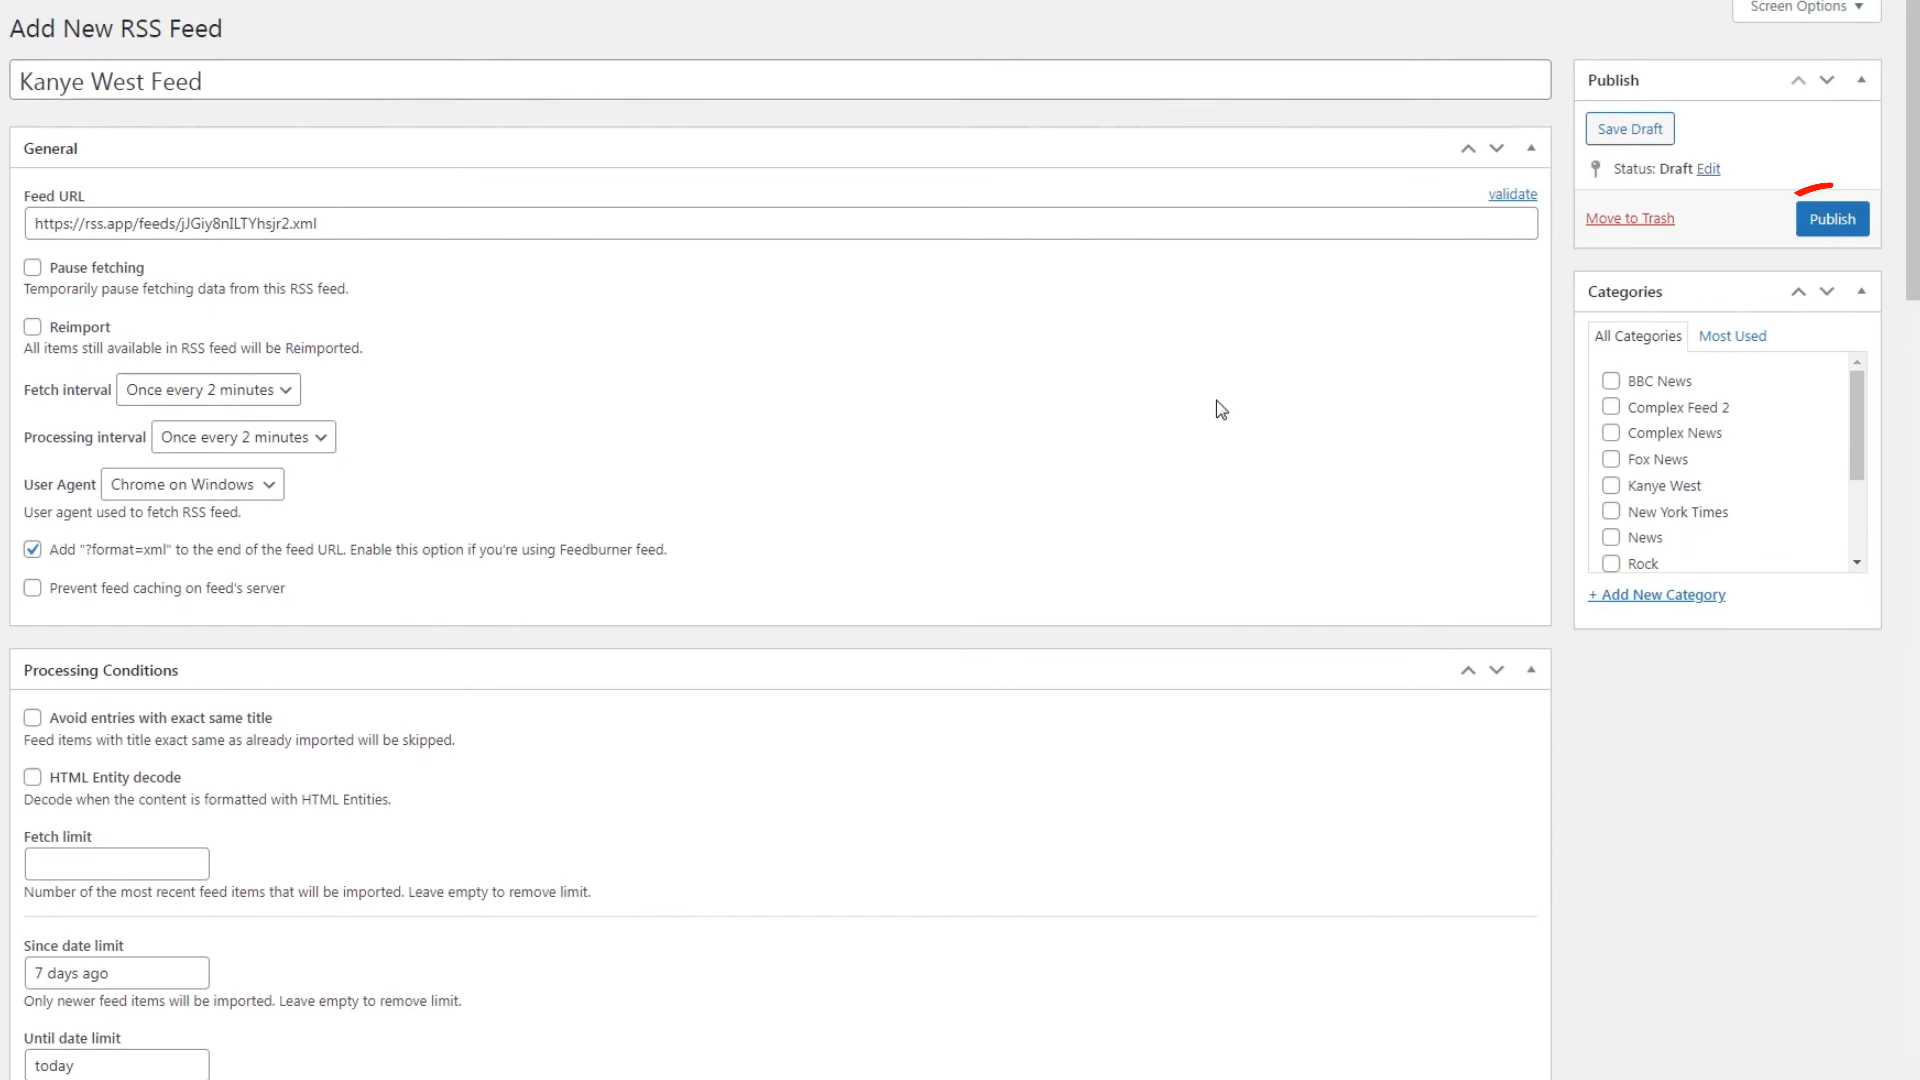 Screen Options
Add New RSS Feed
Kanye West Feed
General
Feed URL
validate
https://rss.app/feeds/jJGiy8nILTYhsjr2.xml
Pause fetching
Temporarily pause fetching data from this RSS feed.
Reimport
All items still available in RSS feed will be Reimported.
Fetch interval Once every 2 minutes
Processing interval Once every 2 minutes
User Agent Chrome on Windows
User agent used to fetch RSS feed.
Add "?format=xml" to the end of the feed URL. Enable this option if you're using Feedburner feed.
Prevent feed caching on feed's server
Processing Conditions
Avoid entries with exact same title
Feed items with title exact same as already imported will be skipped.
HTML Entity decode
Decode when the content is formatted with HTML Entities.
Fetch limit
Number of the most recent feed items that will be imported. Leave empty to remove limit.
Since date limit
7 days ago
Only newer feed items will be imported. Leave empty to remove limit.
Until date limit
today
Publish
Save Draft
Status: Draft Edit
Move to Trash
Publish
Categories
All Categories
Most Used
BBC News
Complex Feed 2
Complex News
Fox News
Kanye West
New York Times
News
Rock
+ Add New Category